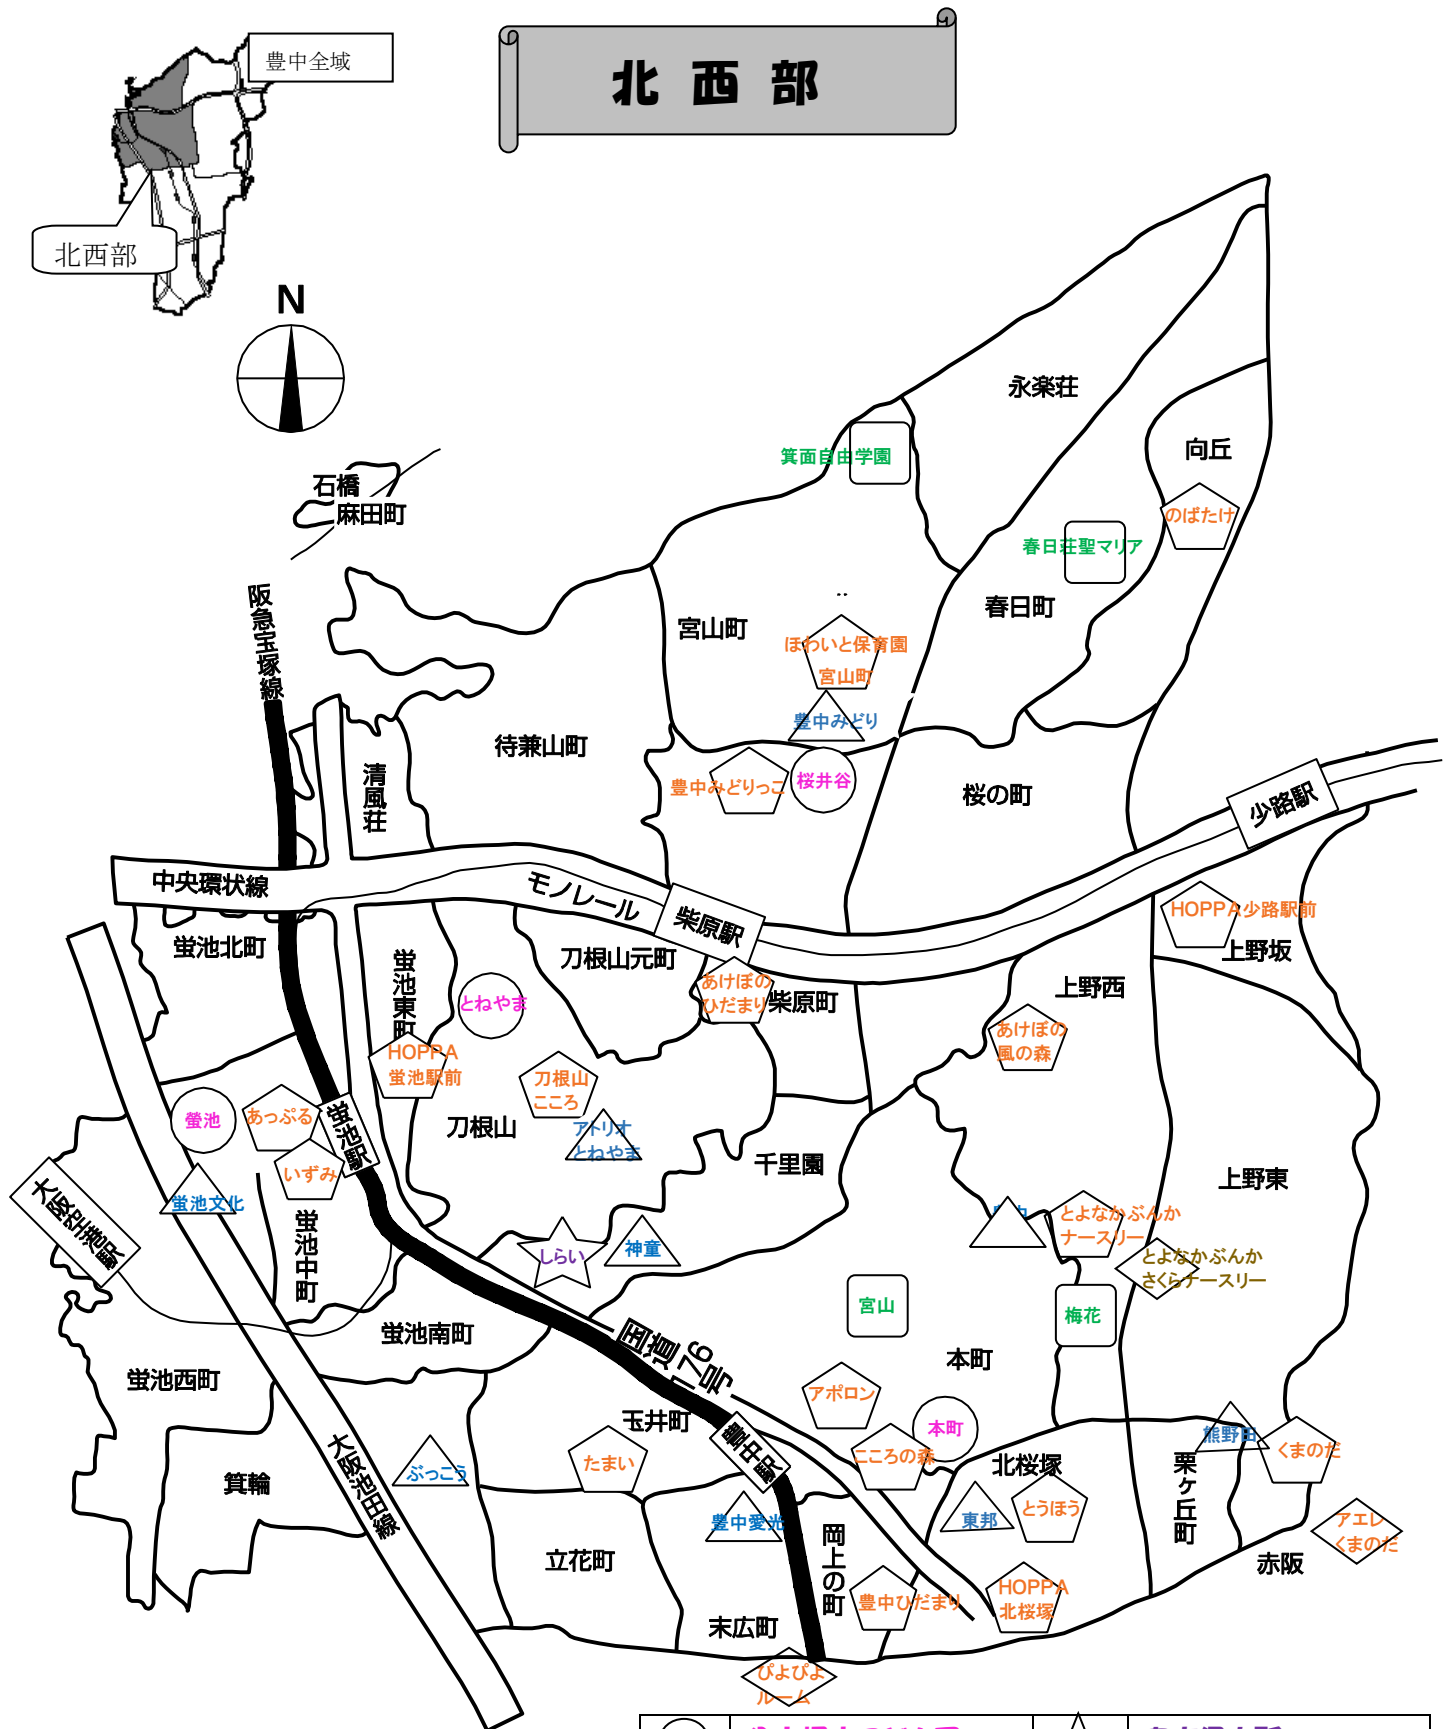 豊中全域
北西部
北西部
N
石橋
麻田町
阪急宝塚線
永楽荘
向丘
箕面自由学園
のばたけ
春日荘聖マリア
春日町
宮山町
ほわいと保育園
宮山町
豊中みどり
待兼山町
清風荘
豊中みどりっこ
桜井谷
桜の町
少路駅
中央環状線
モノレール
柴原駅
HOPPA少路駅前
上野坂
蛍池北町
蛍池東町
刀根山元町
とねやま
あけぼの
ひだまり
柴原町
上野西
あけぼの
風の森
HOPPA
蛍池駅前
刀根山
こころ
螢池
あっぷる
蛍池駅
刀根山
アトリオ
とねやま
いずみ
千里園
上野東
大阪空港駅
蛍池文化
蛍池中町
しらい
神童
とよなかぶんか
ナースリー
とよなかぶんか
さくらナースリー
宮山
梅花
蛍池南町
国道176号
本町
蛍池西町
アポロン
玉井町
本町
豊中駅
大阪池田線
たまい
こころの森
熊野田
くまのだ
ぶっこう
箕輪
北桜塚
栗ヶ丘町
東邦
とうほう
豊中愛光
岡上の町
アエレ
くまのだ
立花町
赤阪
HOPPA
北桜塚
豊中ひだまり
末広町
ぴよぴよ
ルーム